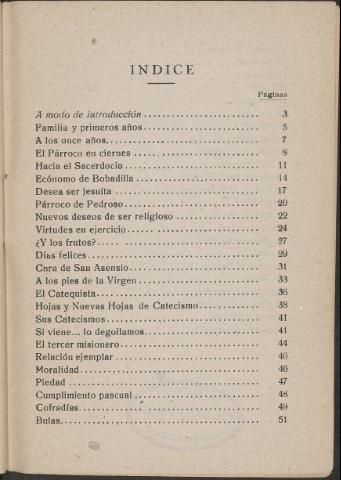 INDICE
Páginas
A modo de introducción ........................ 3
Familia y primeros años ........................ 5
A los once años. ........................ 7
El Párroco en ciernes ........................ 8
Hacia el Sacerdocio ........................ 11
Ecónomo de Bobadilla ........................ 14
Desea ser jesuíta ........................ 17
Párroco de Pedroso ........................ 20
Nuevos deseos de ser religioso ........................ 22
Virtudes en ejercicio ........................ 24
¿Y los frutos? ........................ 27
Días felices ........................ 29
Cura de San Asensio ........................ 31
A los pies de la Virgen ........................ 33
El Catequista ........................ 36
Hojas y Nuevas Hojas de Catecismo ........................ 38
Sus Catecismos ........................ 41
Si viene... lo degollamos ........................ 41
El tercer misionero ........................ 44
Relación ejemplar ........................ 46
Moralidad ........................ 46
Piedad ........................ 47
Cumplimiento pascual ........................ 48
Cofradías ........................ 49
Bulas ........................ 51